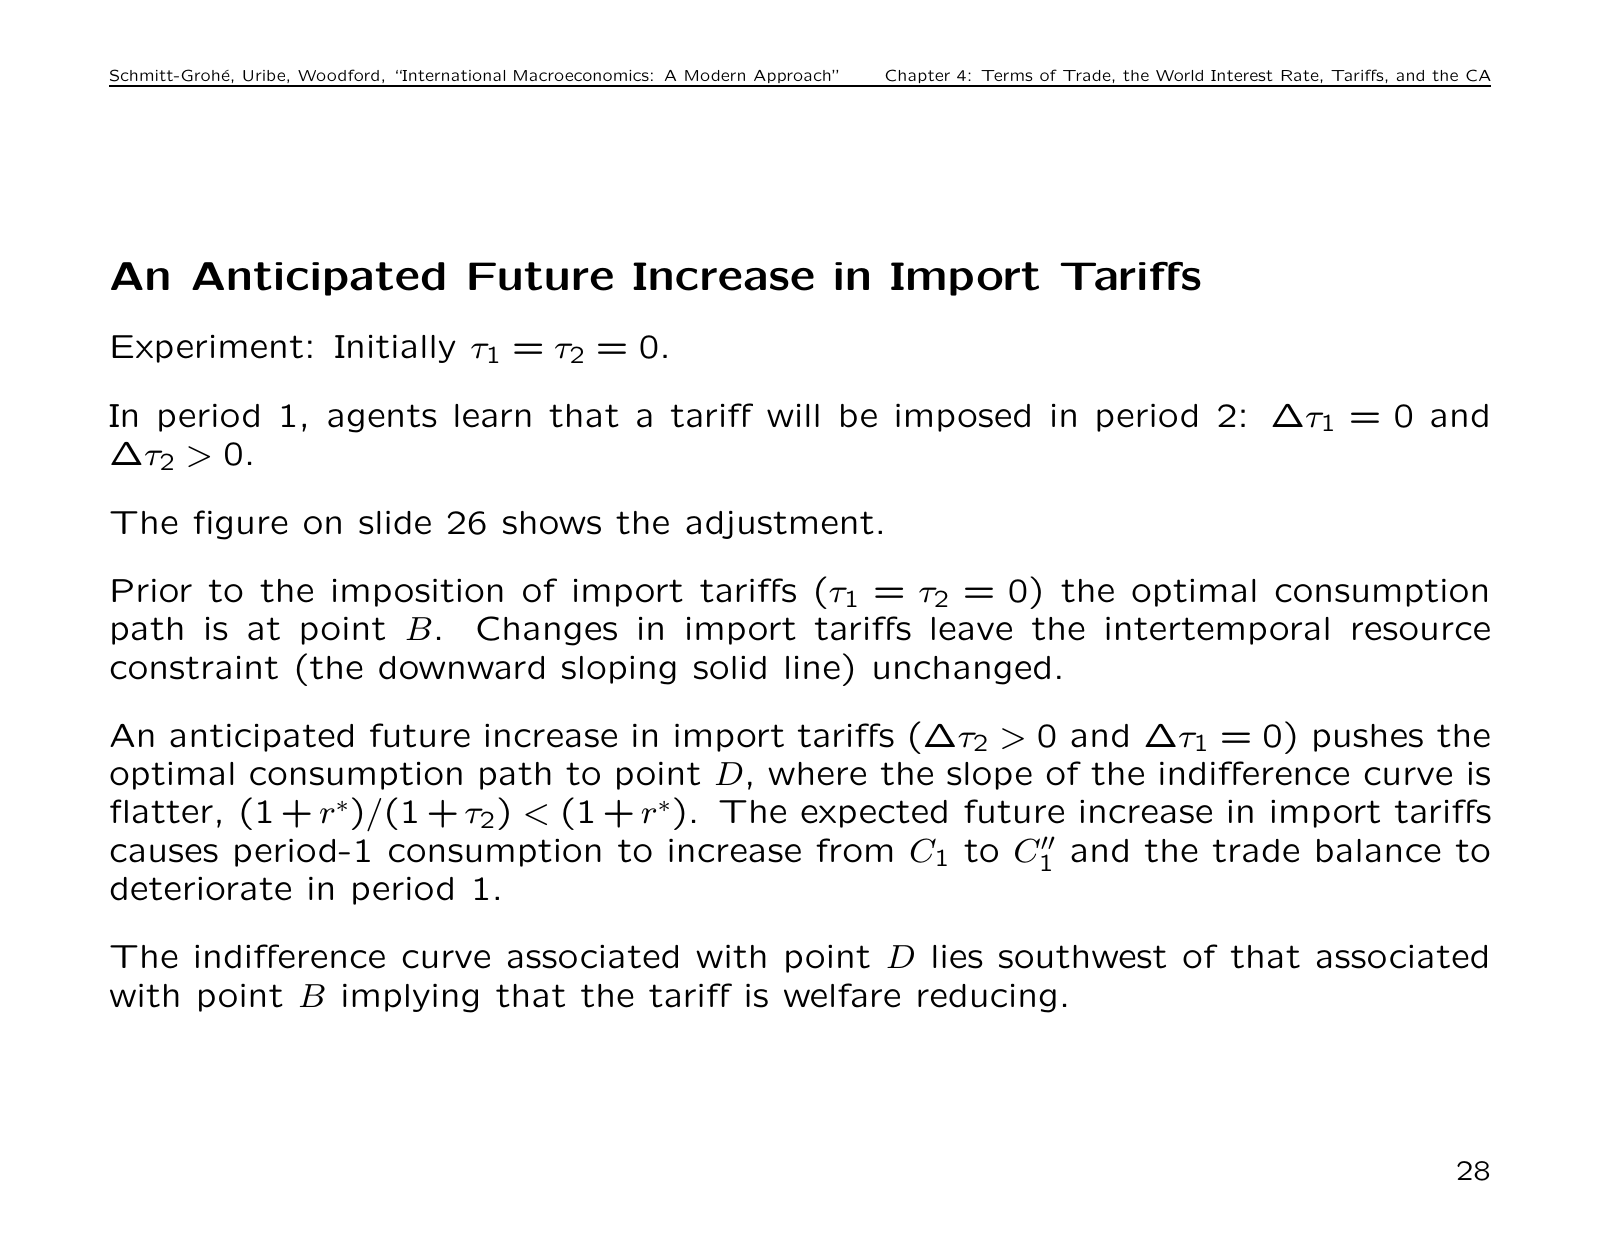 Schmitt-Grohé, Uribe, Woodford, “International Macroeconomics: A Modern Approach” Chapter 4: Terms of Trade, the World Interest Rate, Tariffs, and the CA
An Anticipated Future Increase in Import Tariffs
Experiment: Initially τ₁ = τ₂ = 0.
In period 1, agents learn that a tariff will be imposed in period 2: Δτ₁ = 0 and
Δτ₂ > 0.
The figure on slide 26 shows the adjustment.
Prior to the imposition of import tariffs (τ₁ = τ₂ = 0) the optimal consumption
path is at point B. Changes in import tariffs leave the intertemporal resource
constraint (the downward sloping solid line) unchanged.
An anticipated future increase in import tariffs (Δτ₂ > 0 and Δτ₁ = 0) pushes the
optimal consumption path to point D, where the slope of the indifference curve is
flatter, (1 + r*)/(1 + τ₂) < (1 + r*). The expected future increase in import tariffs
causes period-1 consumption to increase from C₁ to C₁′′ and the trade balance to
deteriorate in period 1.
The indifference curve associated with point D lies southwest of that associated
with point B implying that the tariff is welfare reducing.
28